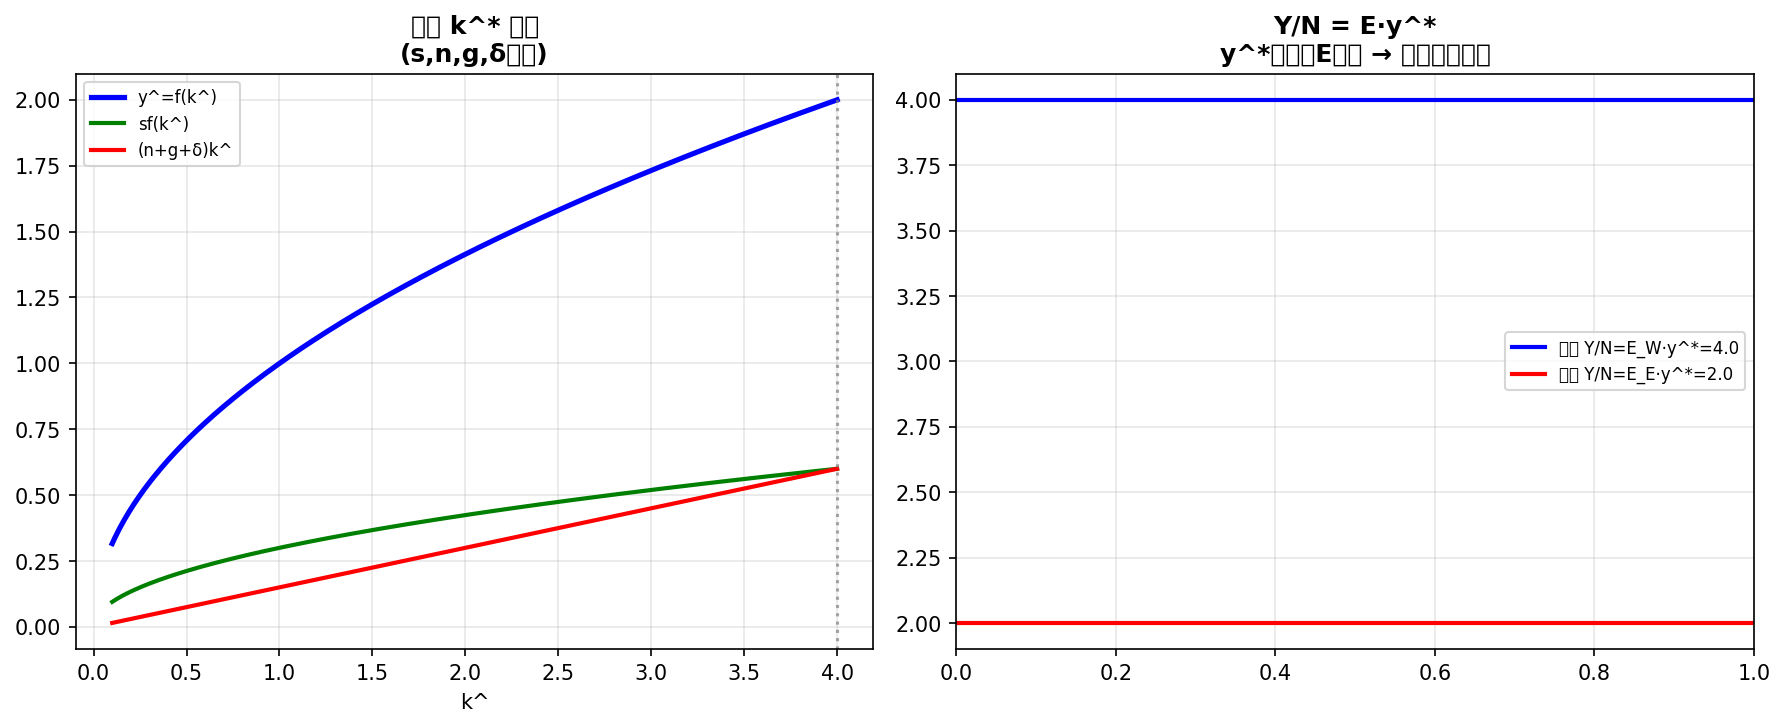 k^*
(s,n,g,δ
y^=f(k^)
sf(k^)
(n+g+δ)k^
2.00
1.75
1.50
1.25
1.00
0.75
0.50
0.25
0.00
0.0 0.5 1.0 1.5 2.0 2.5 3.0 3.5 4.0
k^
Y/N = E·y^*
y^* E →
Y/N=E_W·y^*=4.0
Y/N=E_E·y^*=2.0
4.00
3.75
3.50
3.25
3.00
2.75
2.50
2.25
2.00
0.0 0.2 0.4 0.6 0.8 1.0